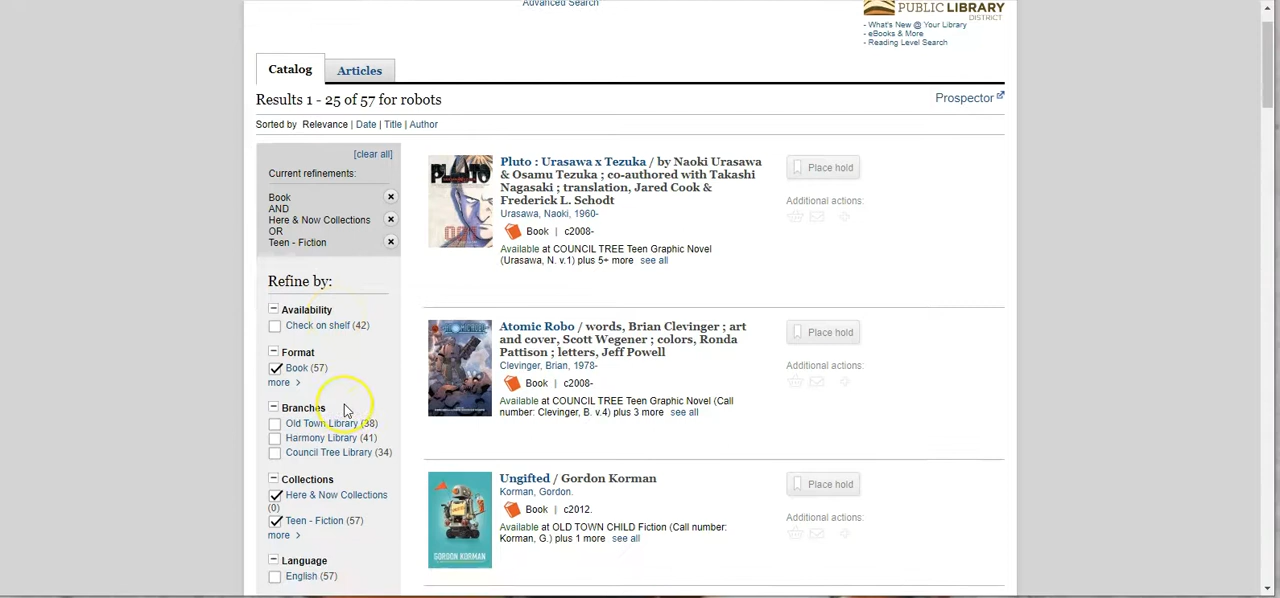 Advanced Search
PUBLIC LIBRARY
DISTRICT
- What's New @ Your Library
- eBooks & More
- Reading Level Search
Catalog
Articles
Results 1 - 25 of 57 for robots
Prospector
Sorted by Relevance | Date | Title | Author
[clear all]
Current refinements:
Book
AND
Here & Now Collections
OR
Teen - Fiction
Refine by:
Availability
Check on shelf (42)
Format
Book (57)
more >
Branches
Old Town Library (38)
Harmony Library (41)
Council Tree Library (34)
Collections
Here & Now Collections
(0)
Teen - Fiction (57)
more >
Language
English (57)
PLUTO
Pluto : Urasawa x Tezuka / by Naoki Urasawa
& Osamu Tezuka ; co-authored with Takashi
Nagasaki ; translation, Jared Cook &
Frederick L. Schodt
Urasawa, Naoki, 1960-
Book | c2008-
Available at COUNCIL TREE Teen Graphic Novel
(Urasawa, N. v.1) plus 5+ more see all
Place hold
Additional actions:
Atomic Robo / words, Brian Clevinger ; art
and cover, Scott Wegener ; colors, Ronda
Pattison ; letters, Jeff Powell
Clevinger, Brian, 1978-
Book | c2008-
Available at COUNCIL TREE Teen Graphic Novel (Call
number: Clevinger, B. v.4) plus 3 more see all
Place hold
Additional actions:
GORDON KORMAN
Ungifted / Gordon Korman
Korman, Gordon.
Book | c2012.
Available at OLD TOWN CHILD Fiction (Call number:
Korman, G.) plus 1 more see all
Place hold
Additional actions: